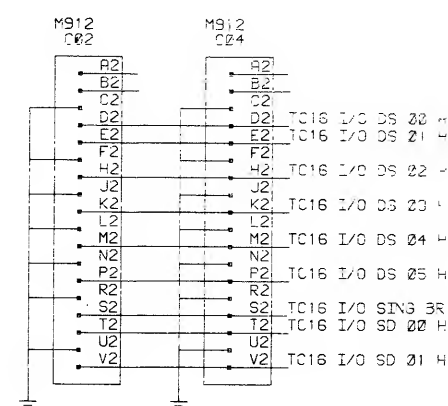 M912 M912
C02 C04
A2 A2
B2 B2
C2 C2
D2 D2 TC16 I/O DS 00 H
E2 E2 TC16 I/O DS 01 H
F2 F2
H2 H2 TC16 I/O DS 02 H
J2 J2
K2 K2 TC16 I/O DS 03 H
L2 L2
M2 M2 TC16 I/O DS 04 H
N2 N2
P2 P2 TC16 I/O DS 05 H
R2 R2
S2 S2 TC16 I/O SING BR
T2 T2 TC16 I/O SD 00 H
U2 U2
V2 V2 TC16 I/O SD 01 H